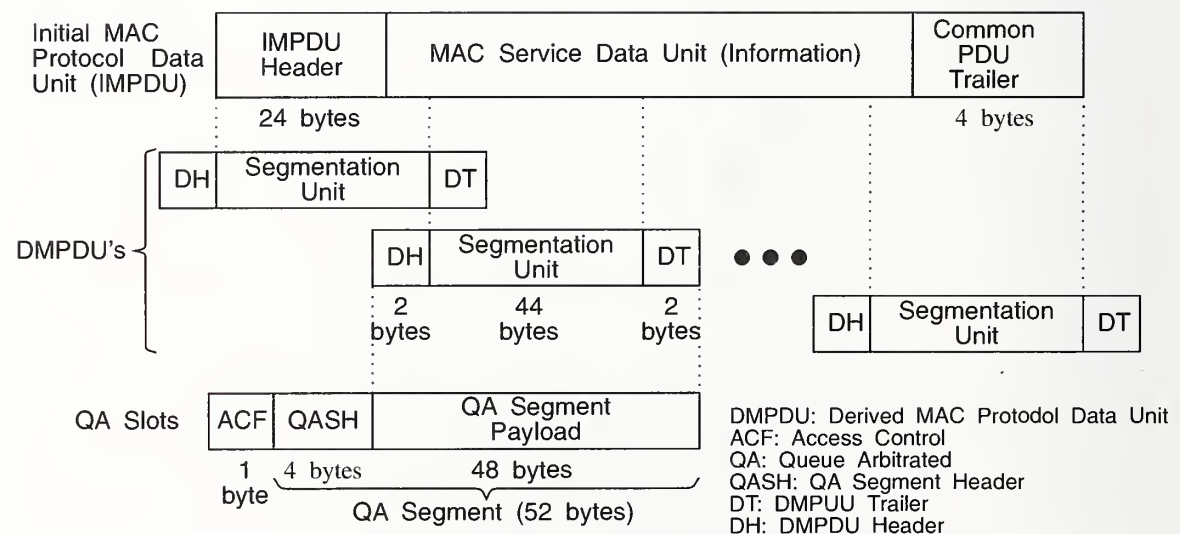 Initial MAC
Protocol Data
Unit (IMPDU)
IMPDU
Header
MAC Service Data Unit (Information)
Common
PDU
Trailer
24 bytes
4 bytes
DH
Segmentation
Unit
DT
DMPDU's
DH
Segmentation
Unit
DT
2
bytes
44
bytes
2
bytes
DH
Segmentation
Unit
DT
QA Slots
ACF
QASH
QA Segment
Payload
1
byte
4 bytes
48 bytes
QA Segment (52 bytes)
DMPDU: Derived MAC Protodol Data Unit
ACF: Access Control
QA: Queue Arbitrated
QASH: QA Segment Header
DT: DMPUU Trailer
DH: DMPDU Header